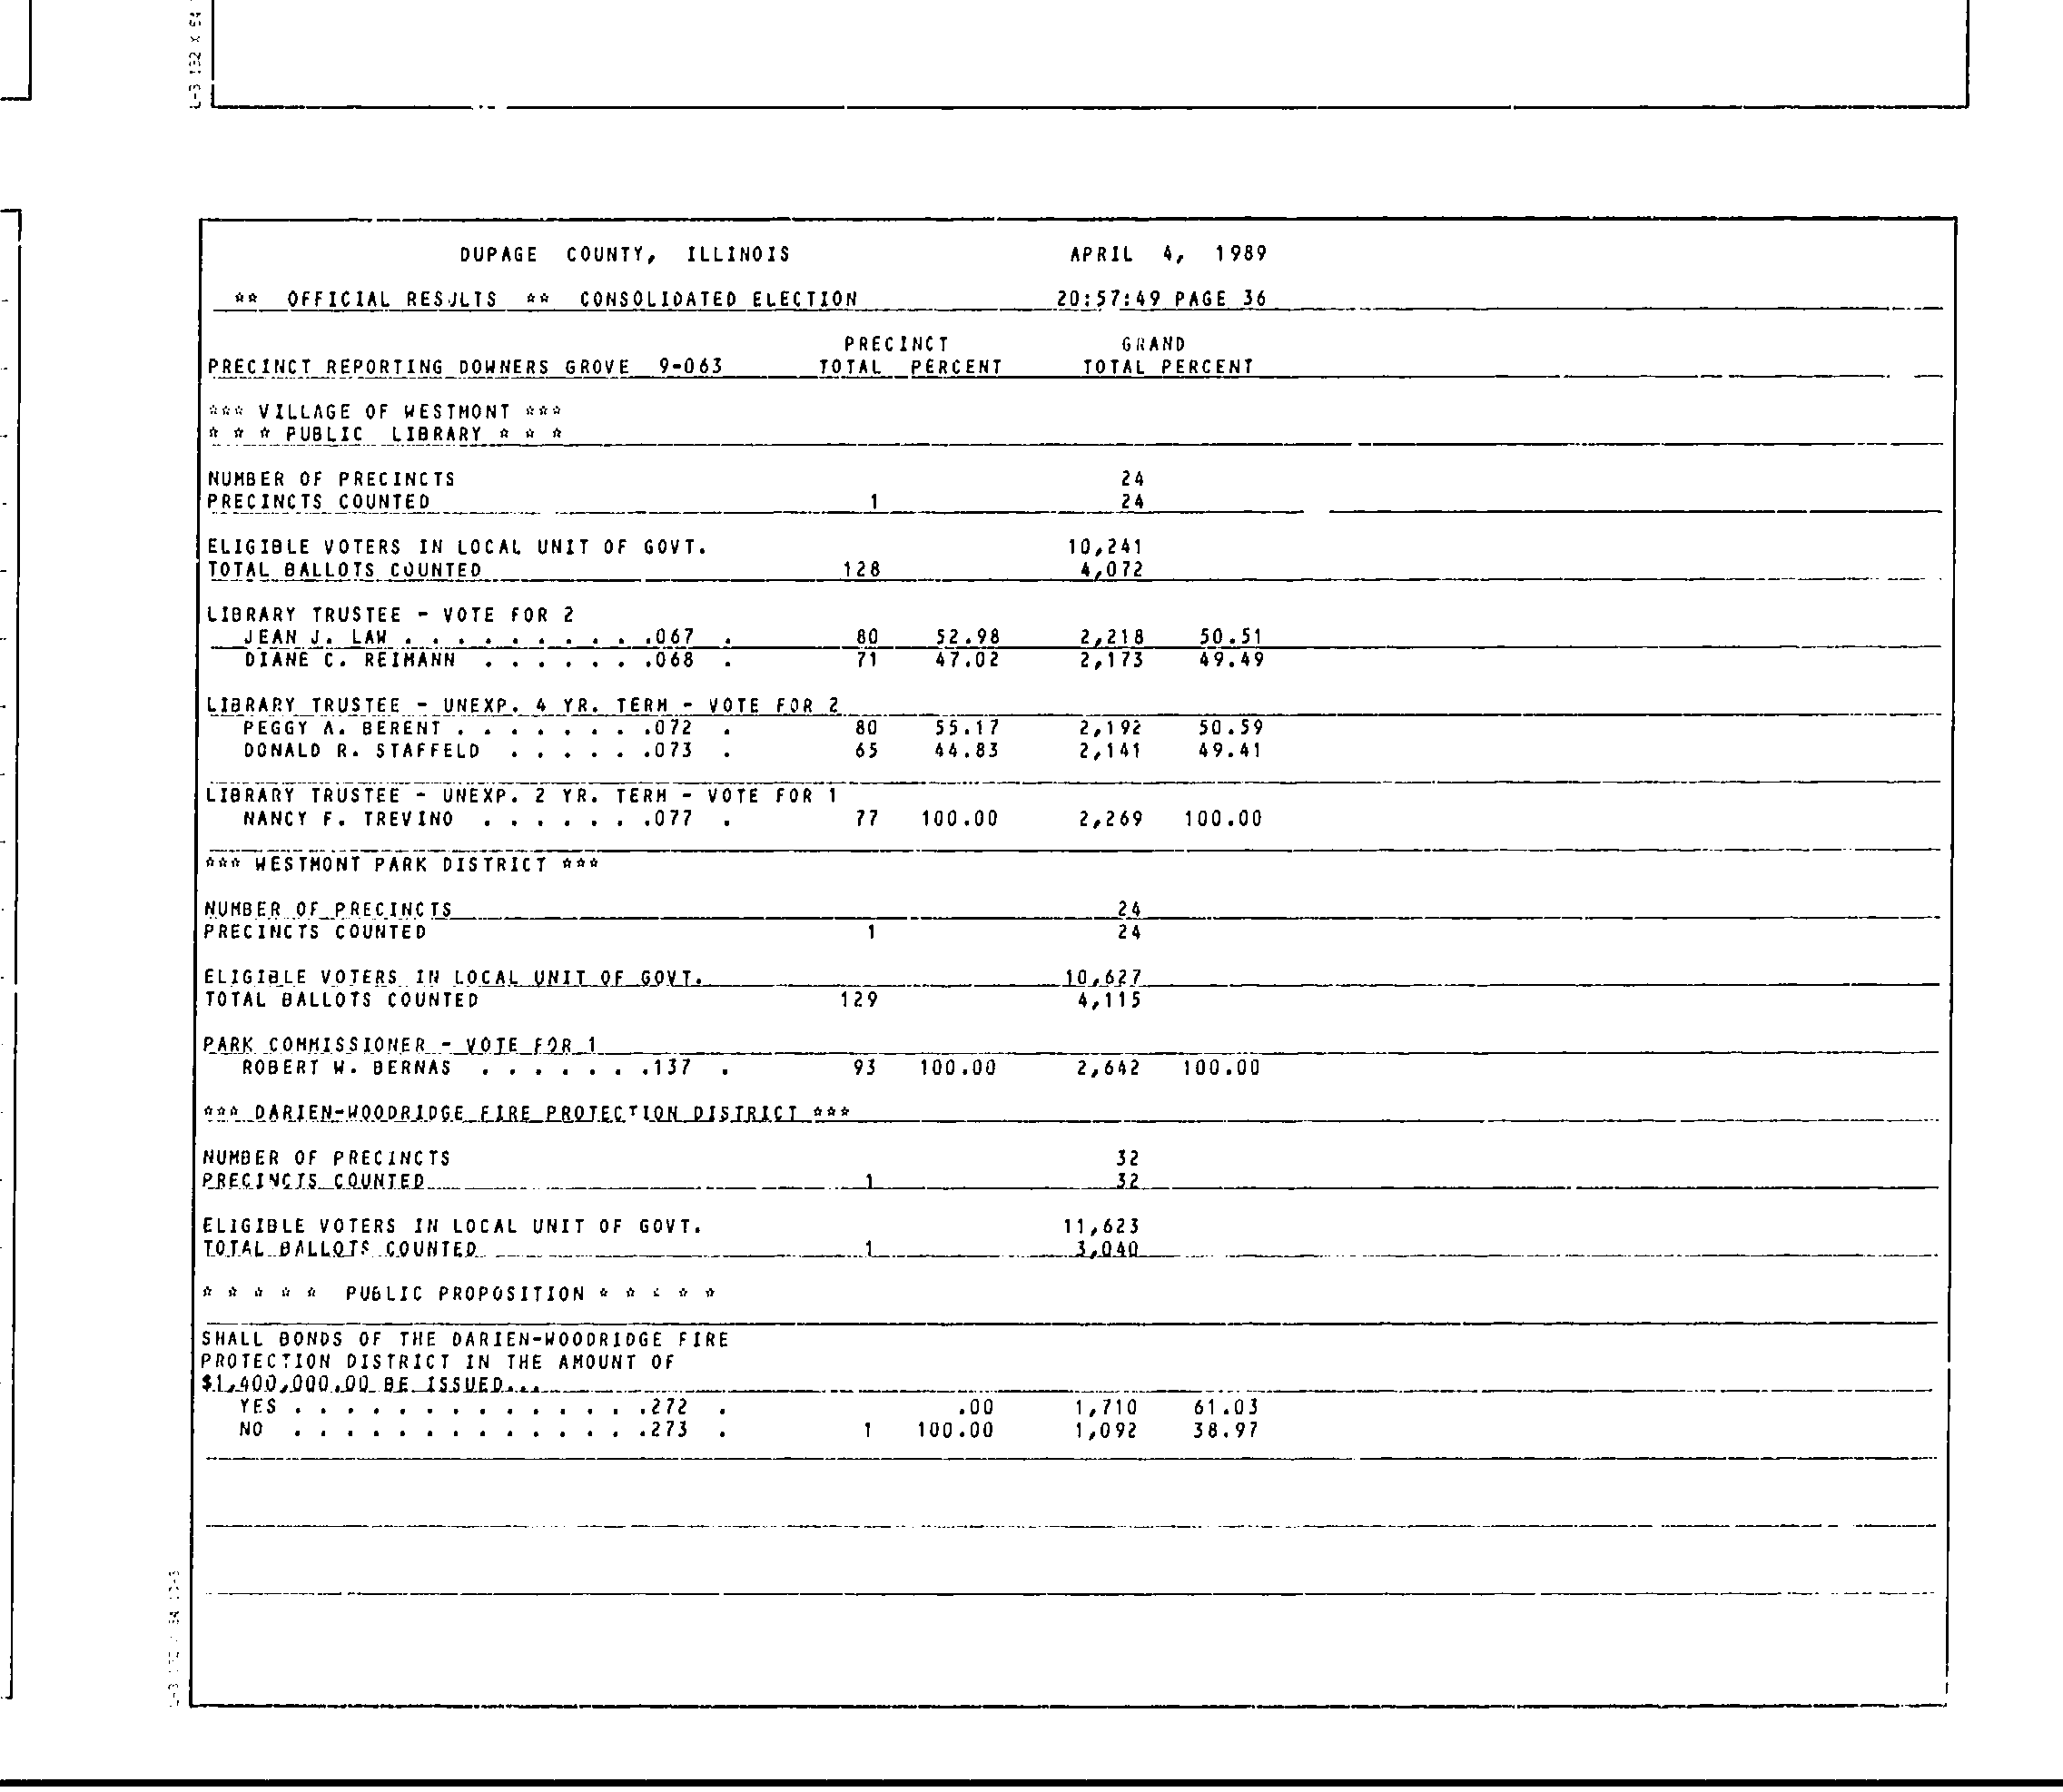 L-3 132 X 64
DUPAGE COUNTY, ILLINOIS APRIL 4, 1989
** OFFICIAL RESULTS ** CONSOLIDATED ELECTION 20:57:49 PAGE 36
PRECINCT GRAND
PRECINCT REPORTING DOWNERS GROVE 9-063 TOTAL PERCENT TOTAL PERCENT
*** VILLAGE OF WESTMONT ***
* * * PUBLIC LIBRARY * * *
NUMBER OF PRECINCTS 24
PRECINCTS COUNTED 1 24
ELIGIBLE VOTERS IN LOCAL UNIT OF GOVT. 10,241
TOTAL BALLOTS COUNTED 128 4,072
LIBRARY TRUSTEE - VOTE FOR 2
JEAN J. LAW . . . . . . . . . .067 . 80 52.98 2,218 50.51
DIANE C. REIMANN . . . . . . .068 . 71 47.02 2,173 49.49
LIBRARY TRUSTEE - UNEXP. 4 YR. TERM - VOTE FOR 2
PEGGY A. BERENT . . . . . . . .072 . 80 55.17 2,192 50.59
DONALD R. STAFFELD . . . . . .073 . 65 44.83 2,141 49.41
LIBRARY TRUSTEE - UNEXP. 2 YR. TERM - VOTE FOR 1
NANCY F. TREVINO . . . . . . .077 . 77 100.00 2,269 100.00
*** WESTMONT PARK DISTRICT ***
NUMBER OF PRECINCTS 24
PRECINCTS COUNTED 1 24
ELIGIBLE VOTERS IN LOCAL UNIT OF GOVT. 10,627
TOTAL BALLOTS COUNTED 129 4,115
PARK COMMISSIONER - VOTE FOR 1
ROBERT W. BERNAS . . . . . . .137 . 93 100.00 2,642 100.00
*** DARIEN-WOODRIDGE FIRE PROTECTION DISTRICT ***
NUMBER OF PRECINCTS 32
PRECINCTS COUNTED 1 32
ELIGIBLE VOTERS IN LOCAL UNIT OF GOVT. 11,623
TOTAL BALLOTS COUNTED 1 3,040
* * * * * PUBLIC PROPOSITION * * * * *
SHALL BONDS OF THE DARIEN-WOODRIDGE FIRE
PROTECTION DISTRICT IN THE AMOUNT OF
$1,400,000.00 BE ISSUED...
YES . . . . . . . . . . . . . .272 . .00 1,710 61.03
NO . . . . . . . . . . . . . .273 . 1 100.00 1,092 38.97